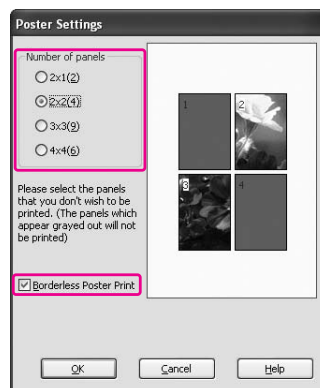 Poster Settings
Number of panels
2x1(2)
2x2(4)
3x3(9)
4x4(6)
Please select the panels
that you don't wish to be
printed. (The panels which
appear grayed out will not
be printed)
1
2
3
4
Borderless Poster Print
OK
Cancel
Help